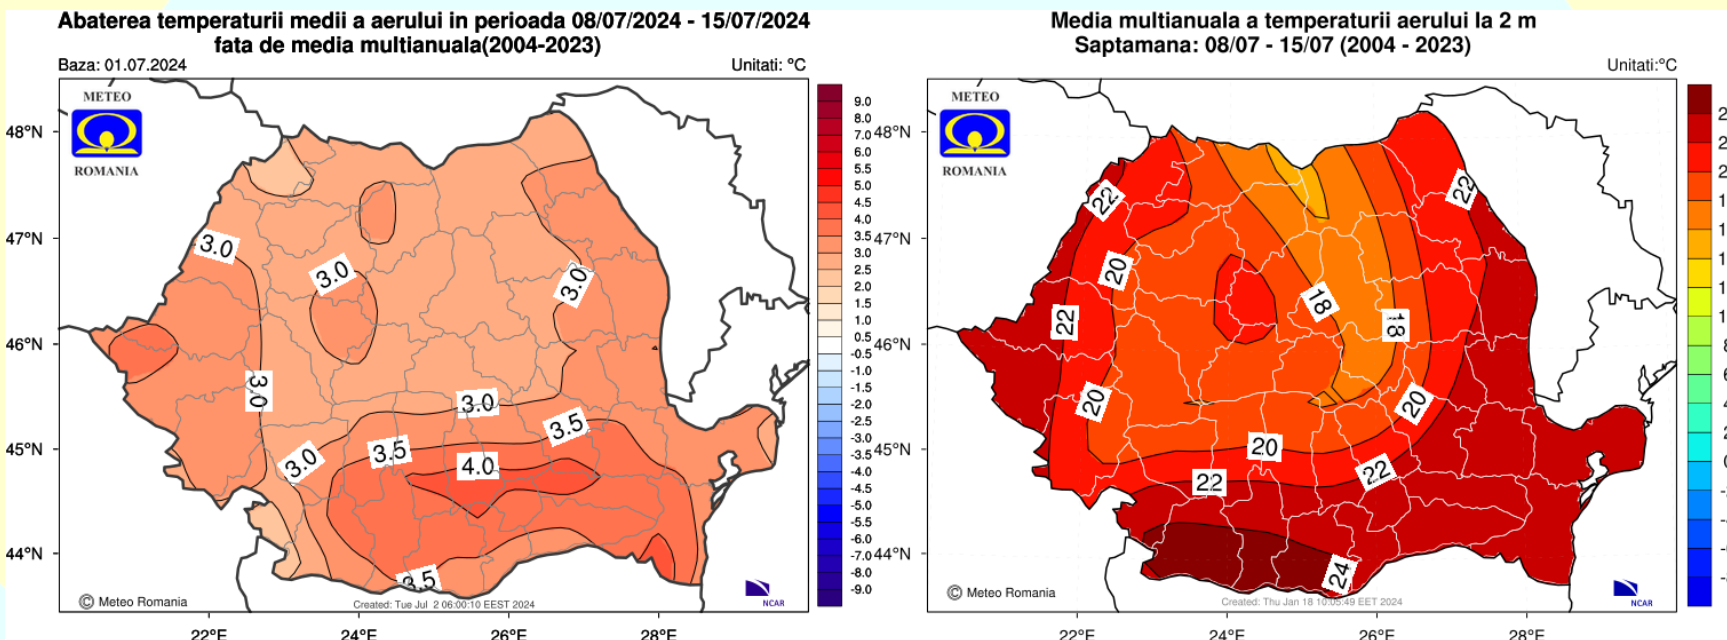 Abaterea temperaturii medii a aerului in perioada 08/07/2024 - 15/07/2024
fata de media multianuala(2004-2023)
Baza: 01.07.2024
Unitati: °C
METEO
ROMANIA
48°N
47°N
46°N
45°N
44°N
3.0
3.0
3.0
3.0
3.0
3.0
3.5
3.5
4.0
3.5
9.0
8.0
7.0
6.0
5.5
5.0
4.5
4.0
3.5
3.0
2.5
2.0
1.5
1.0
0.5
-0.5
-1.0
-1.5
-2.0
-2.5
-3.0
-3.5
-4.0
-4.5
-5.0
-5.5
-6.0
-7.0
-8.0
-9.0
© Meteo Romania
Created: Tue Jul 2 06:00:10 EEST 2024
NCAR
22°E 24°E 26°E 28°E
Media multianuala a temperaturii aerului la 2 m
Saptamana: 08/07 - 15/07 (2004 - 2023)
Unitati:°C
METEO
ROMANIA
48°N
47°N
46°N
45°N
44°N
22
22
20
18
18
22
20
20
20
22
22
24
© Meteo Romania
Created: Thu Jan 18 10:05:49 EET 2024
NCAR
22°E 24°E 26°E 28°E